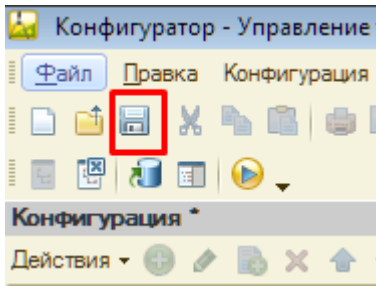 Конфигуратор - Управление
Файл Правка Конфигурация
Конфигурация *
Действия